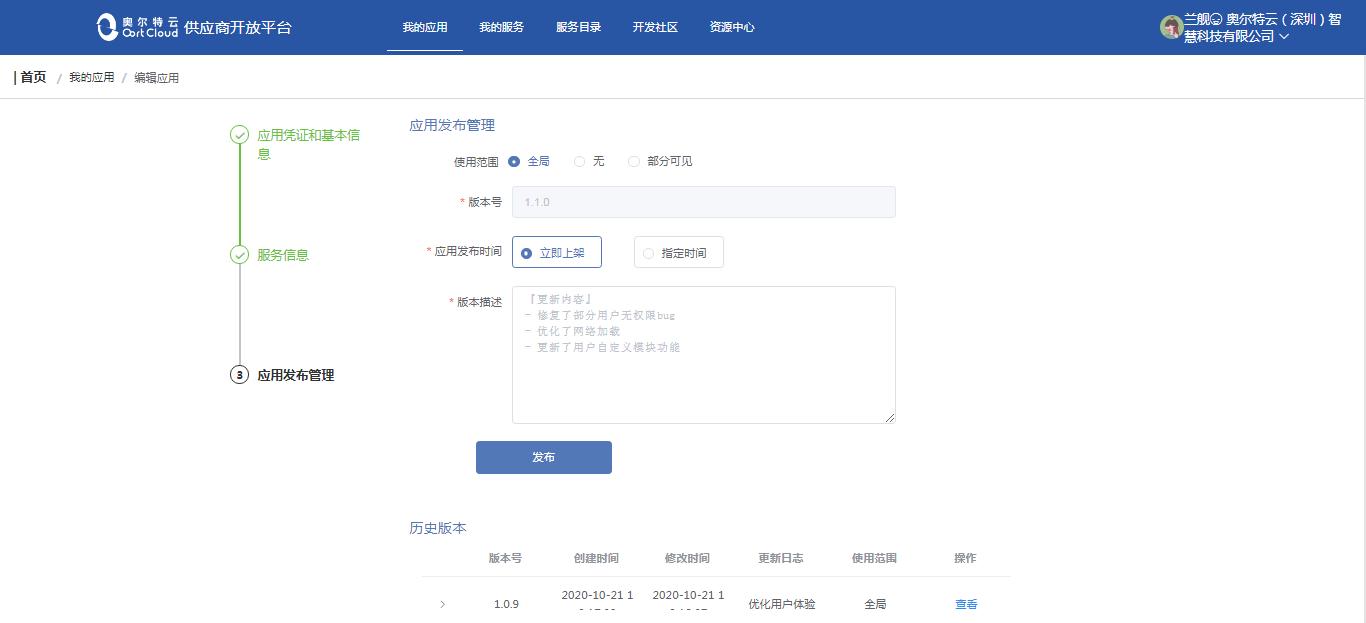 奥尔特云
OortCloud
供应商开放平台
我的应用 我的服务 服务目录 开发社区 资源中心
兰舰 奥尔特云（深圳）智
慧科技有限公司
首页 / 我的应用 / 编辑应用
应用凭证和基本信
息
服务信息
3 应用发布管理
应用发布管理
使用范围 全局 无 部分可见
* 版本号 1.1.0
* 应用发布时间 立即上架 指定时间
* 版本描述
『更新内容』
- 修复了部分用户无权限bug
- 优化了网络加载
- 更新了用户自定义模块功能
发布
历史版本
版本号 创建时间 修改时间 更新日志 使用范围 操作
1.0.9 2020-10-21 1 2020-10-21 1 优化用户体验 全局 查看